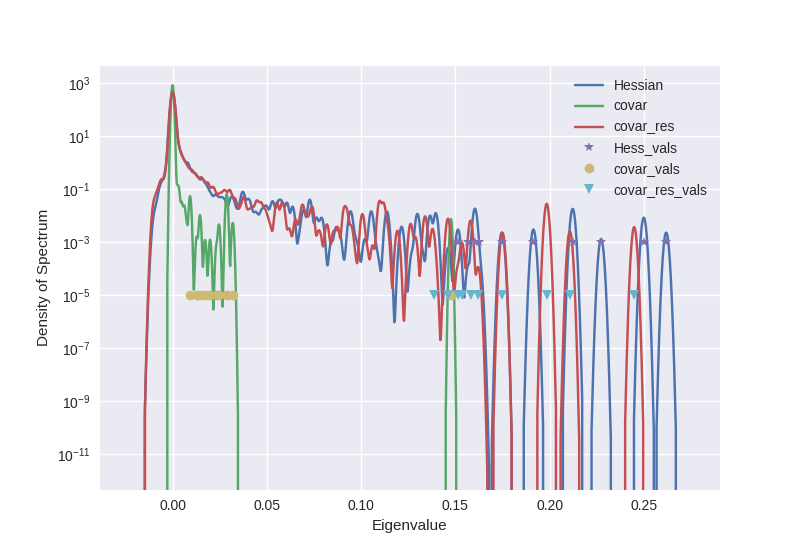 10³
10¹
10⁻¹
10⁻³
10⁻⁵
10⁻⁷
10⁻⁹
10⁻¹¹
Density of Spectrum
Hessian
covar
covar_res
Hess_vals
covar_vals
covar_res_vals
0.00 0.05 0.10 0.15 0.20 0.25
Eigenvalue